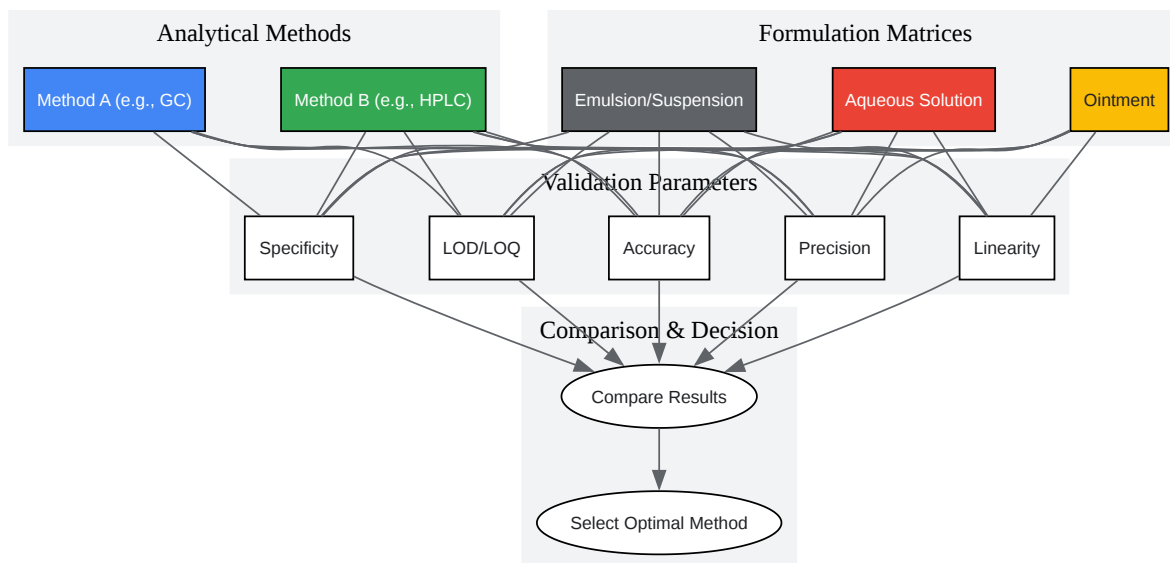 Analytical Methods
Formulation Matrices
Method A (e.g., GC)
Method B (e.g., HPLC)
Emulsion/Suspension
Aqueous Solution
Ointment
Validation Parameters
Specificity
LOD/LOQ
Accuracy
Precision
Linearity
Comparison & Decision
Compare Results
Select Optimal Method